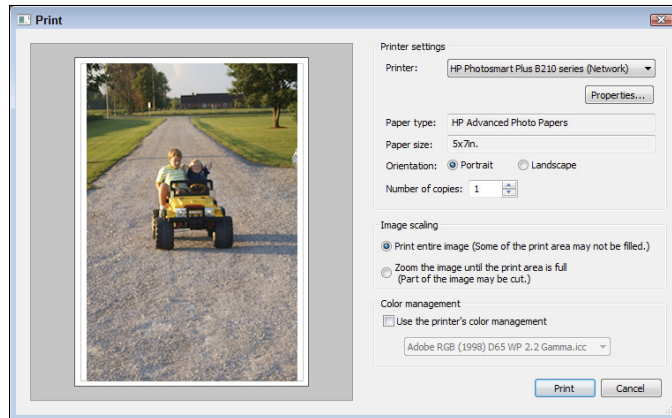 Print
Printer settings
Printer: HP Photosmart Plus B210 series (Network)
Properties...
Paper type: HP Advanced Photo Papers
Paper size: 5x7in.
Orientation: Portrait Landscape
Number of copies: 1
Image scaling
Print entire image (Some of the print area may not be filled.)
Zoom the image until the print area is full
(Part of the image may be cut.)
Color management
Use the printer's color management
Adobe RGB (1998) D65 WP 2.2 Gamma.icc
Print Cancel